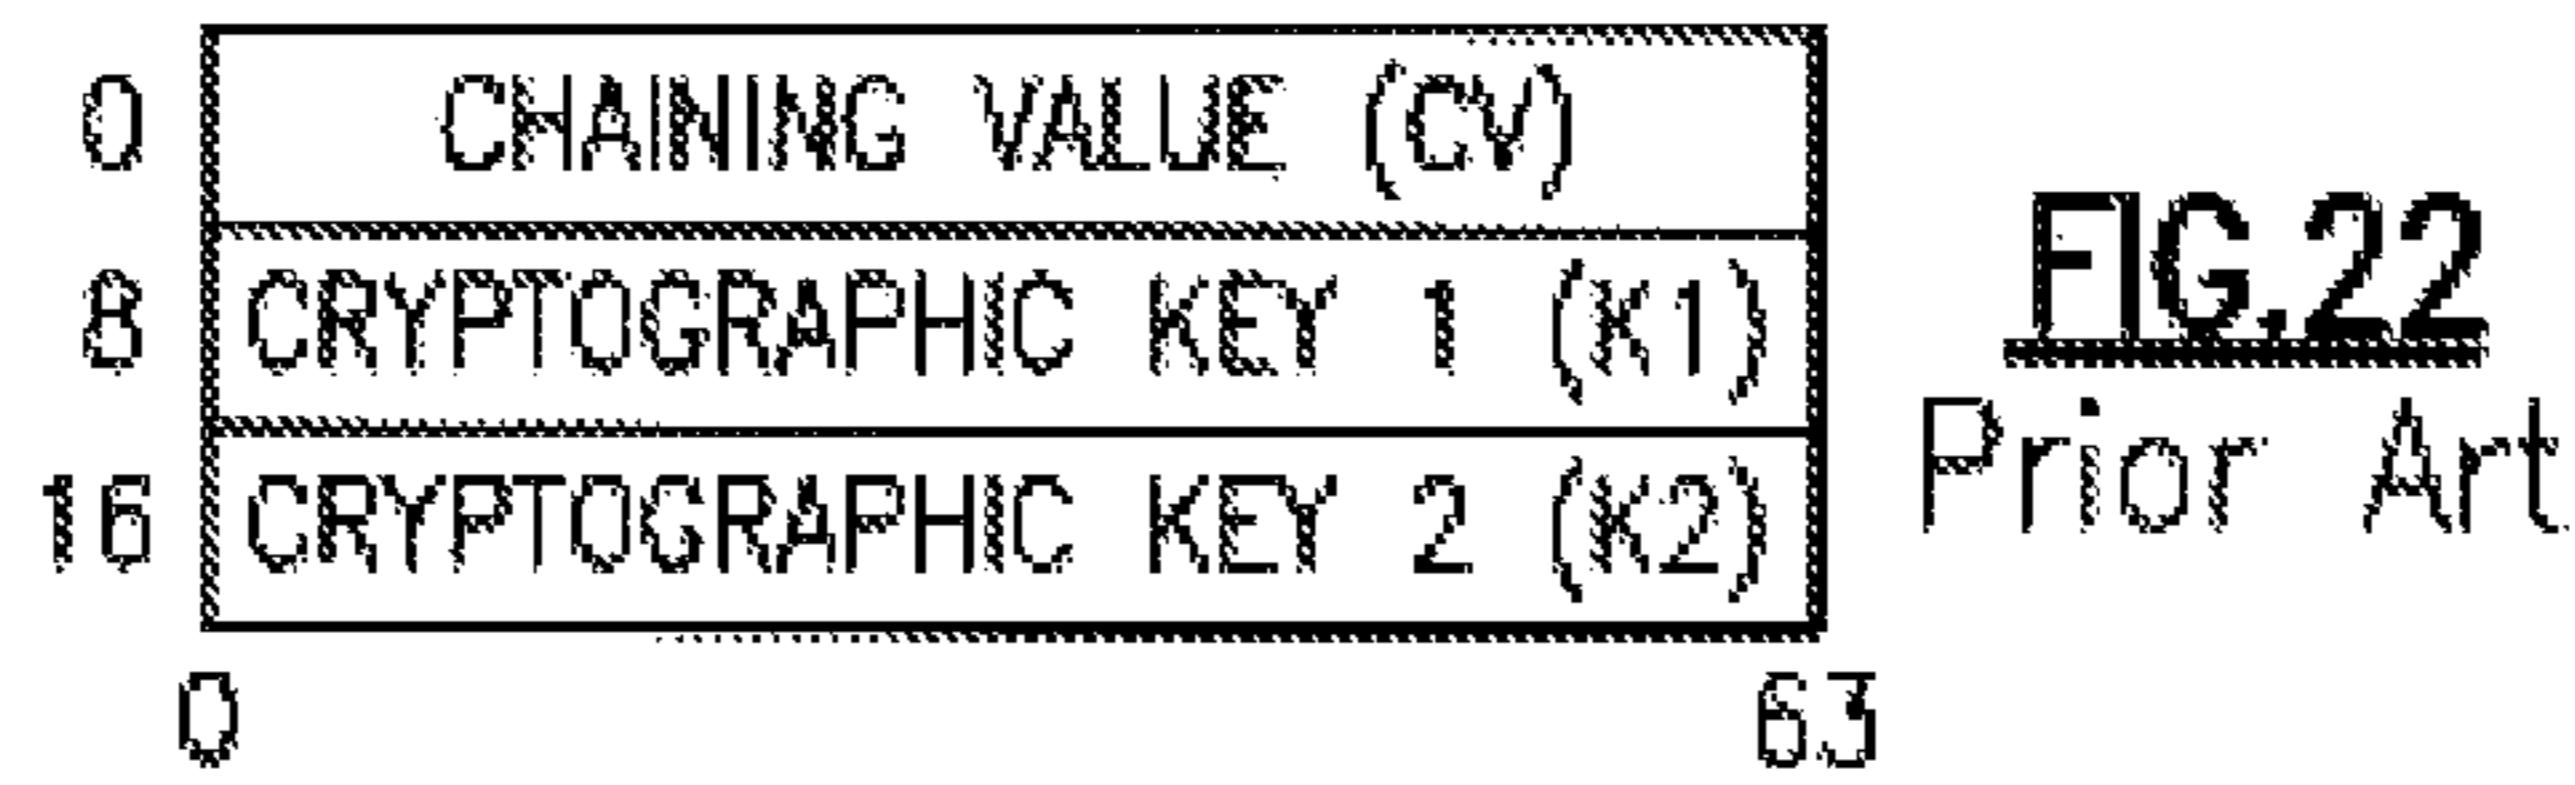 0 CHAINING VALUE (CV)
8 CRYPTOGRAPHIC KEY 1 (K1)
16 CRYPTOGRAPHIC KEY 2 (K2)
0 63
FIG.22
Prior Art